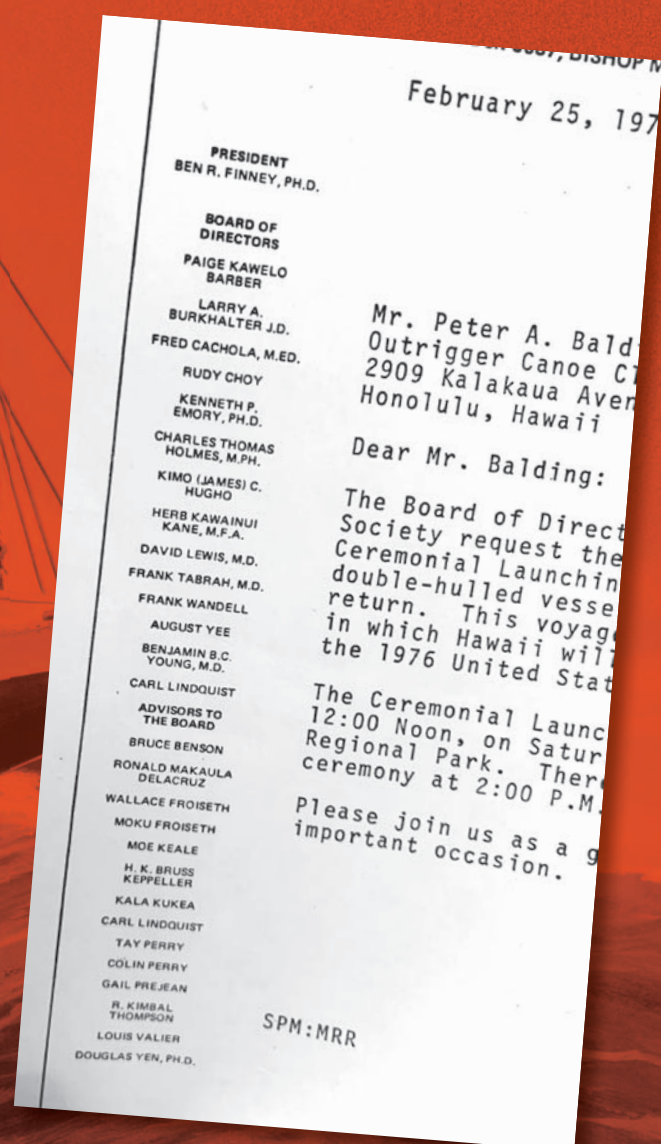 BISHOP M
February 25, 197
PRESIDENT
BEN R. FINNEY, PH.D.
BOARD OF
DIRECTORS
PAIGE KAWELO
BARBER
LARRY A.
BURKHALTER J.D.
FRED CACHOLA, M.ED.
RUDY CHOY
KENNETH P.
EMORY, PH.D.
CHARLES THOMAS
HOLMES, M.PH.
KIMO (JAMES) C.
HUGHO
HERB KAWAINUI
KANE, M.F.A.
DAVID LEWIS, M.D.
FRANK TABRAH, M.D.
FRANK WANDELL
AUGUST YEE
BENJAMIN B.C.
YOUNG, M.D.
CARL LINDQUIST
ADVISORS TO
THE BOARD
BRUCE BENSON
RONALD MAKAULA
DELACRUZ
WALLACE FROISETH
MOKU FROISETH
MOE KEALE
H. K. BRUSS
KEPPELLER
KALA KUKEA
CARL LINDQUIST
TAY PERRY
COLIN PERRY
GAIL PREJEAN
R. KIMBAL
THOMPSON
LOUIS VALIER
DOUGLAS YEN, PH.D.
Mr. Peter A. Bald
Outrigger Canoe Cl
2909 Kalakaua Aven
Honolulu, Hawaii
Dear Mr. Balding:
The Board of Direct
Society request the
Ceremonial Launchin
double-hulled vesse
return. This voyag
in which Hawaii will
the 1976 United Stat
The Ceremonial Launc
12:00 Noon, on Satur
Regional Park. There
ceremony at 2:00 P.M.
Please join us as a g
important occasion.
SPM:MRR